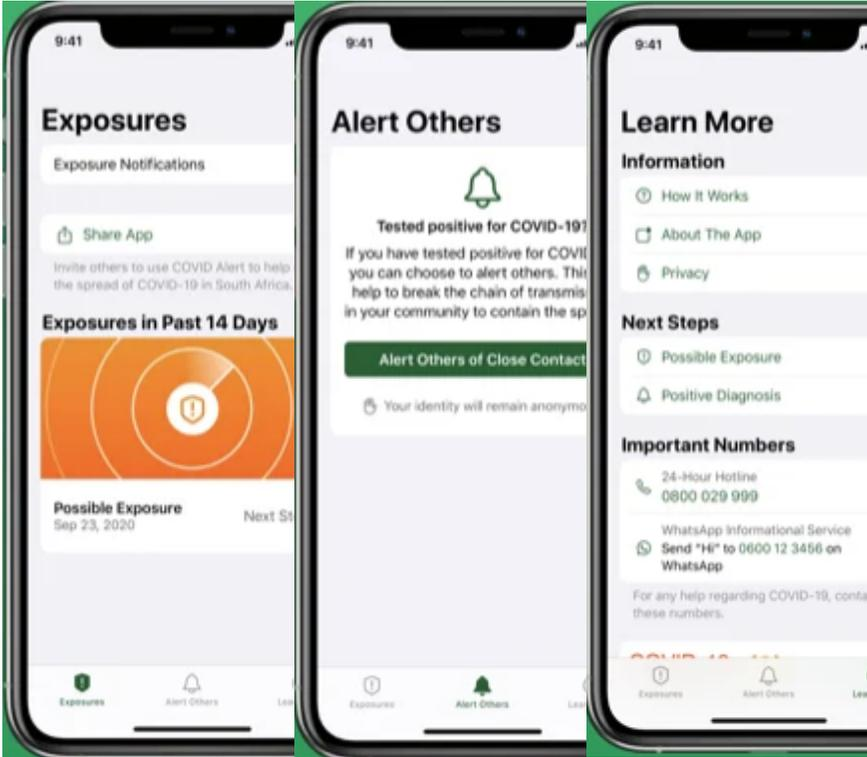 9:41
Exposures
Exposure Notifications
Share App
Invite others to use COVID Alert to help
the spread of COVID-19 in South Africa.
Exposures in Past 14 Days
Possible Exposure
Sep 23, 2020
Next St
Exposures
Alert Others
Lea
9:41
Alert Others
Tested positive for COVID-19?
If you have tested positive for COVI
you can choose to alert others. This
help to break the chain of transmis
in your community to contain the sp
Alert Others of Close Contact
Your identity will remain anonymo
Exposures
Alert Others
Lea
9:41
Learn More
Information
How It Works
About The App
Privacy
Next Steps
Possible Exposure
Positive Diagnosis
Important Numbers
24-Hour Hotline
0800 029 999
WhatsApp Informational Service
Send "Hi" to 0600 12 3456 on
WhatsApp
For any help regarding COVID-19, conta
these numbers.
Exposures
Alert Others
Lea